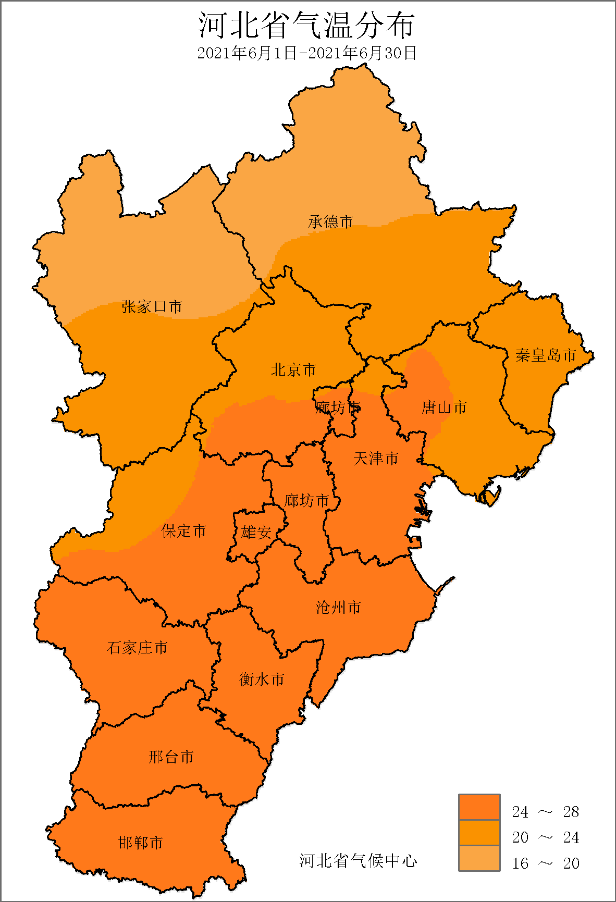 河北省气温分布
2021年6月1日-2021年6月30日
承德市
张家口市
秦皇岛市
北京市
廊坊市
唐山市
天津市
廊坊市
保定市
雄安
沧州市
石家庄市
衡水市
邢台市
邯郸市
24 ～ 28
20 ～ 24
16 ～ 20
河北省气候中心